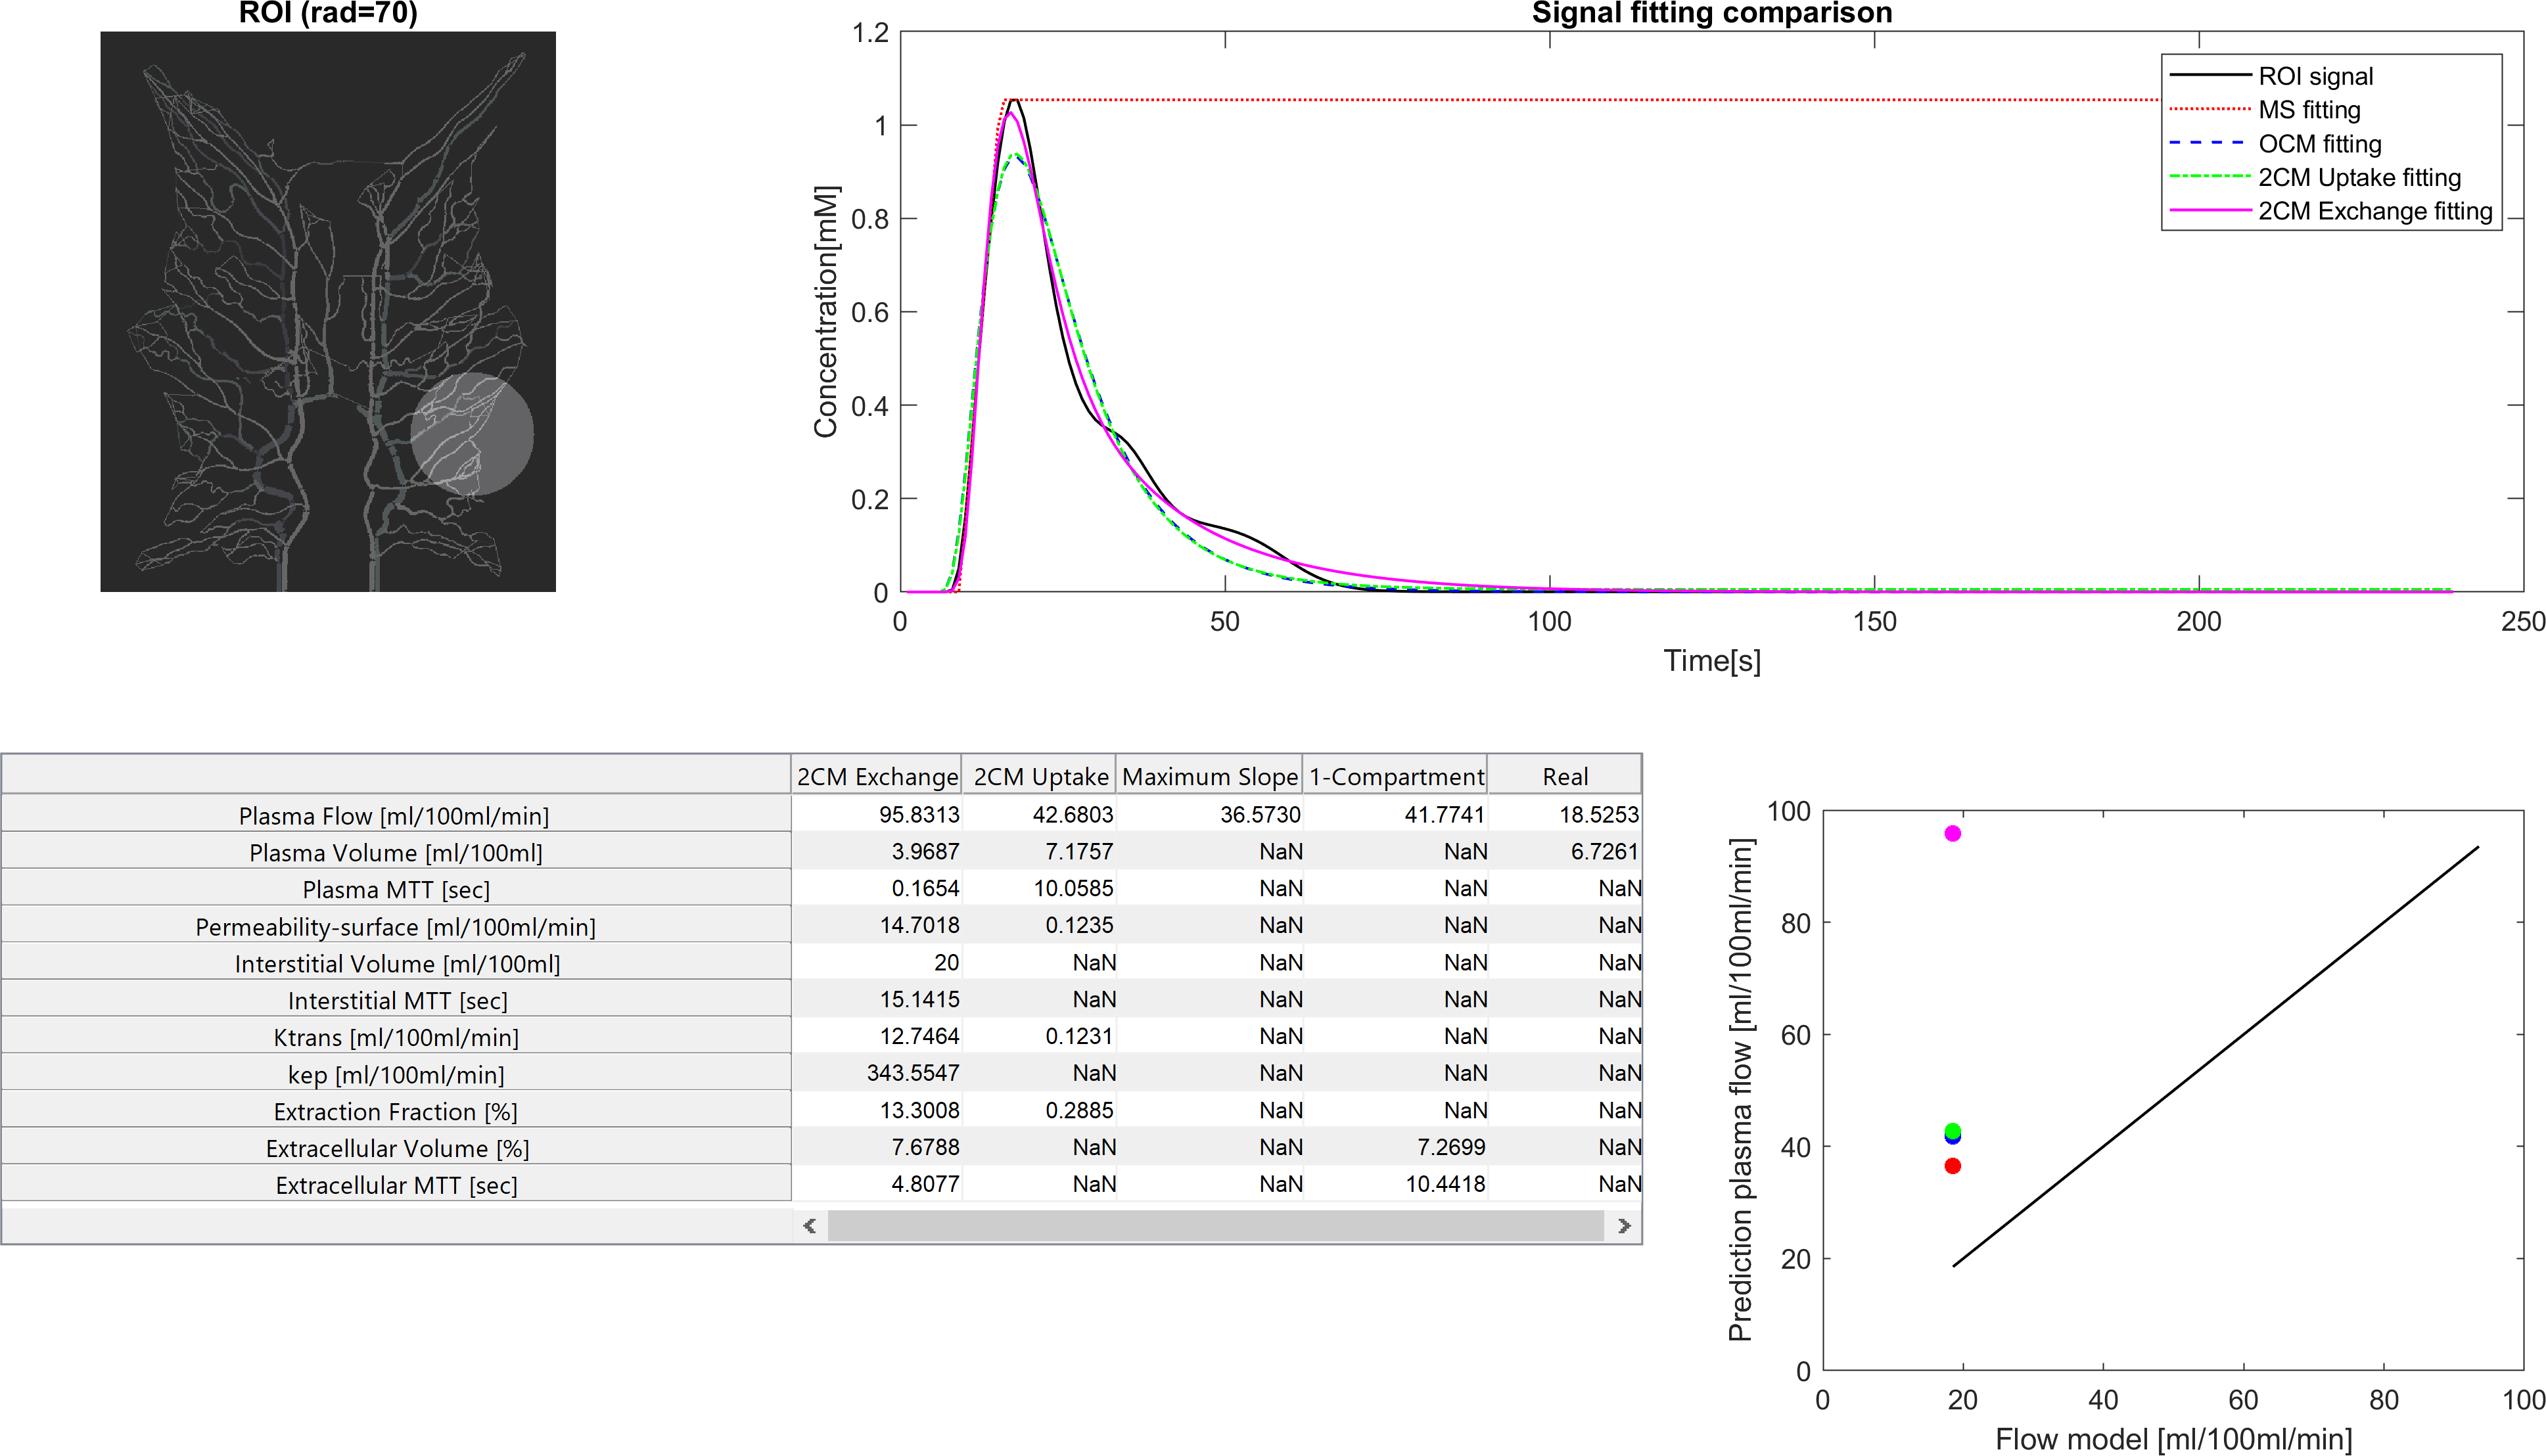 ROI (rad=70)
Signal fitting comparison
1.2
1
0.8
0.6
0.4
0.2
0
Concentration[mM]
0 50 100 150 200 250
Time[s]
ROI signal
MS fitting
OCM fitting
2CM Uptake fitting
2CM Exchange fitting
2CM Exchange 2CM Uptake Maximum Slope 1-Compartment Real
Plasma Flow [ml/100ml/min] 95.8313 42.6803 36.5730 41.7741 18.5253
Plasma Volume [ml/100ml] 3.9687 7.1757 NaN NaN 6.7261
Plasma MTT [sec] 0.1654 10.0585 NaN NaN NaN
Permeability-surface [ml/100ml/min] 14.7018 0.1235 NaN NaN NaN
Interstitial Volume [ml/100ml] 20 NaN NaN NaN NaN
Interstitial MTT [sec] 15.1415 NaN NaN NaN NaN
Ktrans [ml/100ml/min] 12.7464 0.1231 NaN NaN NaN
kep [ml/100ml/min] 343.5547 NaN NaN NaN NaN
Extraction Fraction [%] 13.3008 0.2885 NaN NaN NaN
Extracellular Volume [%] 7.6788 NaN NaN 7.2699 NaN
Extracellular MTT [sec] 4.8077 NaN NaN 10.4418 NaN
100
80
60
40
20
0
Prediction plasma flow [ml/100ml/min]
0 20 40 60 80 100
Flow model [ml/100ml/min]